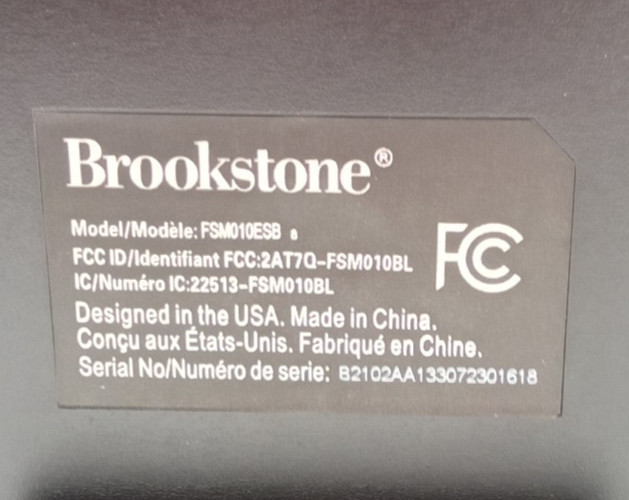 Brookstone®
Model/Modèle: FSM010ESB
FCC ID/Identifiant FCC:2AT7Q-FSM010BL
IC/Numéro IC:22513-FSM010BL
FC
Designed in the USA. Made in China.
Conçu aux États-Unis. Fabriqué en Chine.
Serial No/Numéro de serie: B2102AA133072301618